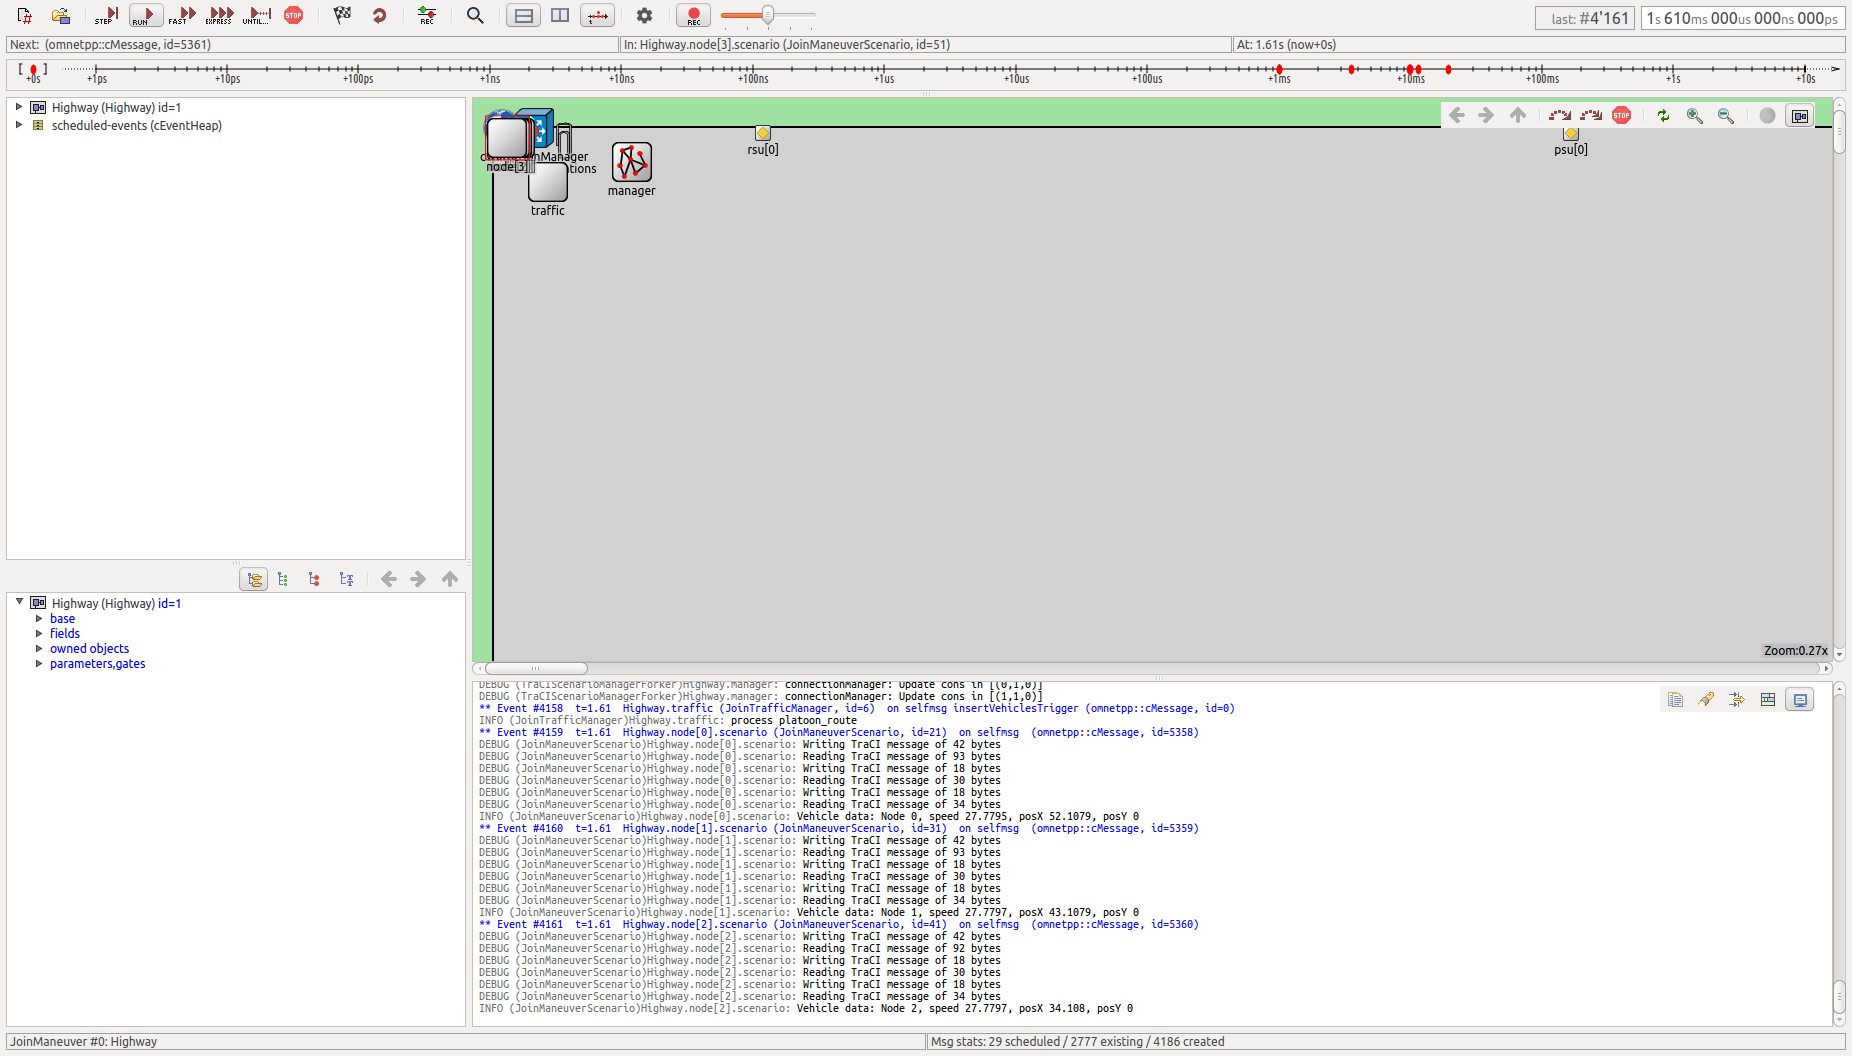 STEP RUN FAST EXPRESS UNTIL... STOP REC REC
last: #4'161
1s 610ms 000us 000ns 000ps
Next: (omnetpp::cMessage, id=5361)
In: Highway.node[3].scenario (JoinManeuverScenario, id=51)
At: 1.61s (now+0s)
[ ]
+0s +1ps +10ps +100ps +1ns +10ns +100ns +1us +10us +100us +1ms +10ms +100ms +1s +10s
Highway (Highway) id=1
scheduled-events (cEventHeap)
STOP
rsu[0]
psu[0]
node[3]
manager
traffic
Zoom:0.27x
Highway (Highway) id=1
base
fields
owned objects
parameters,gates
DEBUG (TraCIScenarioManagerForker)Highway.manager: connectionManager: Update cons in [(0,1,0)]
DEBUG (TraCIScenarioManagerForker)Highway.manager: connectionManager: Update cons in [(1,1,0)]
** Event #4158 t=1.61 Highway.traffic (JoinTrafficManager, id=6) on selfmsg insertVehiclesTrigger (omnetpp::cMessage, id=0)
INFO (JoinTrafficManager)Highway.traffic: process platoon_route
** Event #4159 t=1.61 Highway.node[0].scenario (JoinManeuverScenario, id=21) on selfmsg (omnetpp::cMessage, id=5358)
DEBUG (JoinManeuverScenario)Highway.node[0].scenario: Writing TraCI message of 42 bytes
DEBUG (JoinManeuverScenario)Highway.node[0].scenario: Reading TraCI message of 93 bytes
DEBUG (JoinManeuverScenario)Highway.node[0].scenario: Writing TraCI message of 18 bytes
DEBUG (JoinManeuverScenario)Highway.node[0].scenario: Reading TraCI message of 30 bytes
DEBUG (JoinManeuverScenario)Highway.node[0].scenario: Writing TraCI message of 18 bytes
DEBUG (JoinManeuverScenario)Highway.node[0].scenario: Reading TraCI message of 34 bytes
INFO (JoinManeuverScenario)Highway.node[0].scenario: Vehicle data: Node 0, speed 27.7795, posX 52.1079, posY 0
** Event #4160 t=1.61 Highway.node[1].scenario (JoinManeuverScenario, id=31) on selfmsg (omnetpp::cMessage, id=5359)
DEBUG (JoinManeuverScenario)Highway.node[1].scenario: Writing TraCI message of 42 bytes
DEBUG (JoinManeuverScenario)Highway.node[1].scenario: Reading TraCI message of 93 bytes
DEBUG (JoinManeuverScenario)Highway.node[1].scenario: Writing TraCI message of 18 bytes
DEBUG (JoinManeuverScenario)Highway.node[1].scenario: Reading TraCI message of 30 bytes
DEBUG (JoinManeuverScenario)Highway.node[1].scenario: Writing TraCI message of 18 bytes
DEBUG (JoinManeuverScenario)Highway.node[1].scenario: Reading TraCI message of 34 bytes
INFO (JoinManeuverScenario)Highway.node[1].scenario: Vehicle data: Node 1, speed 27.7797, posX 43.1079, posY 0
** Event #4161 t=1.61 Highway.node[2].scenario (JoinManeuverScenario, id=41) on selfmsg (omnetpp::cMessage, id=5360)
DEBUG (JoinManeuverScenario)Highway.node[2].scenario: Writing TraCI message of 42 bytes
DEBUG (JoinManeuverScenario)Highway.node[2].scenario: Reading TraCI message of 92 bytes
DEBUG (JoinManeuverScenario)Highway.node[2].scenario: Writing TraCI message of 18 bytes
DEBUG (JoinManeuverScenario)Highway.node[2].scenario: Reading TraCI message of 30 bytes
DEBUG (JoinManeuverScenario)Highway.node[2].scenario: Writing TraCI message of 18 bytes
DEBUG (JoinManeuverScenario)Highway.node[2].scenario: Reading TraCI message of 34 bytes
INFO (JoinManeuverScenario)Highway.node[2].scenario: Vehicle data: Node 2, speed 27.7797, posX 34.108, posY 0
JoinManeuver #0: Highway
Msg stats: 29 scheduled / 2777 existing / 4186 created